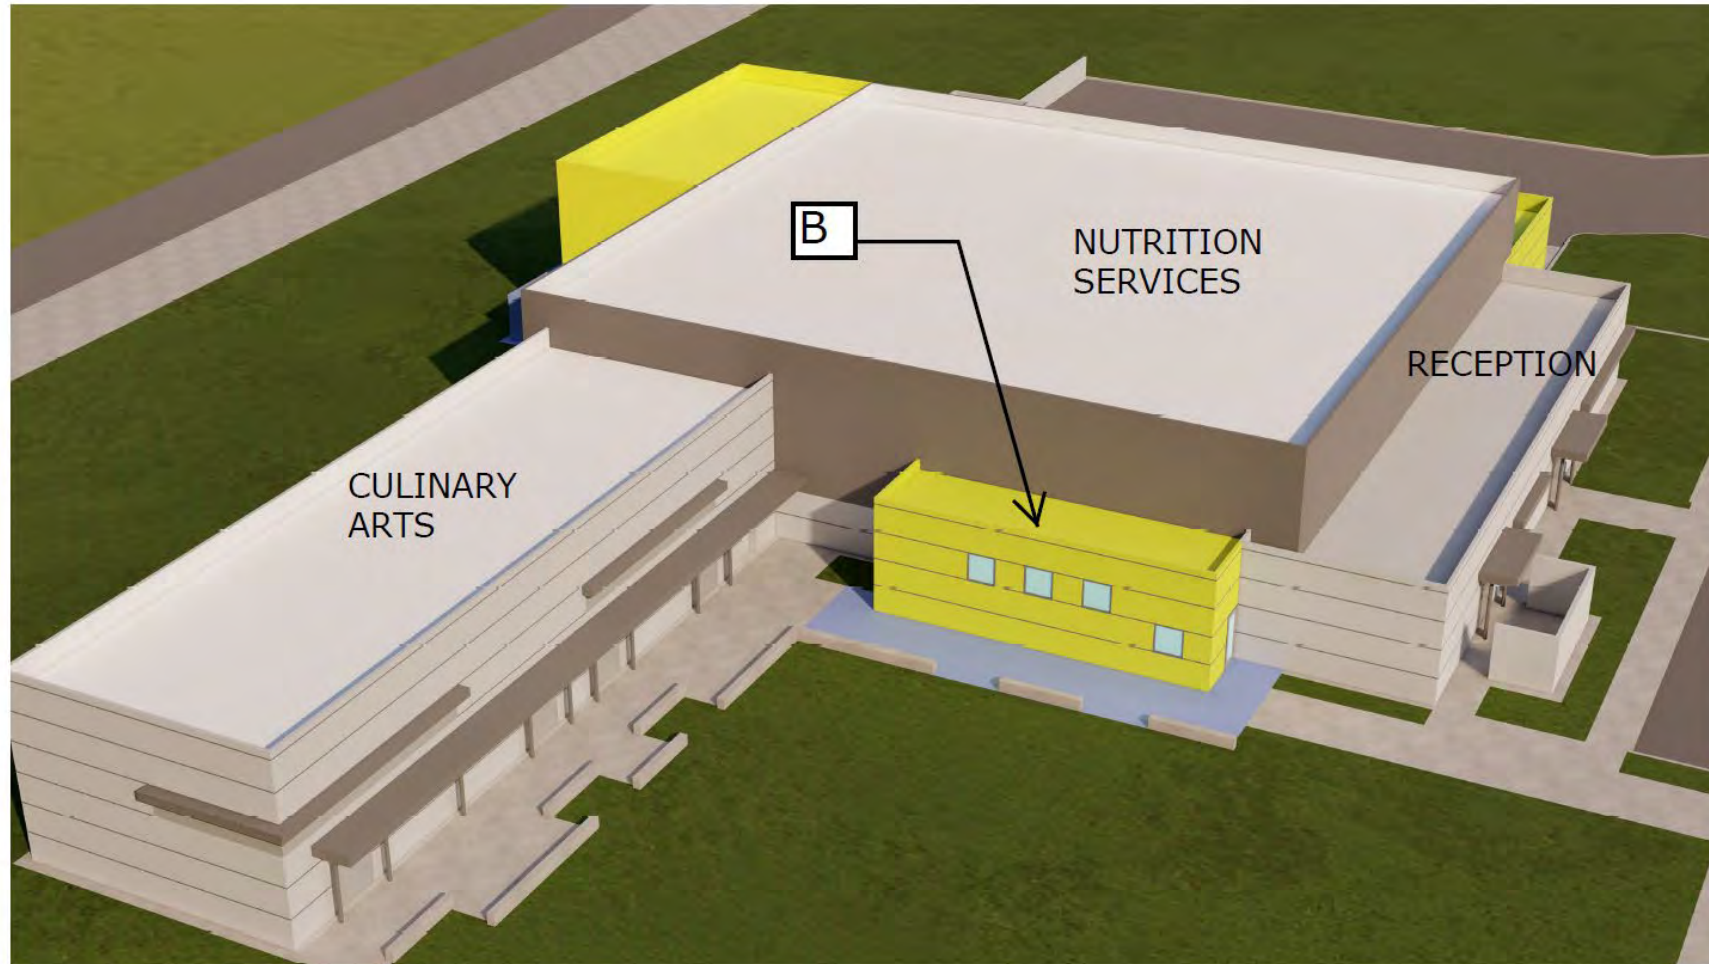 B
NUTRITION
SERVICES
RECEPTION
CULINARY
ARTS